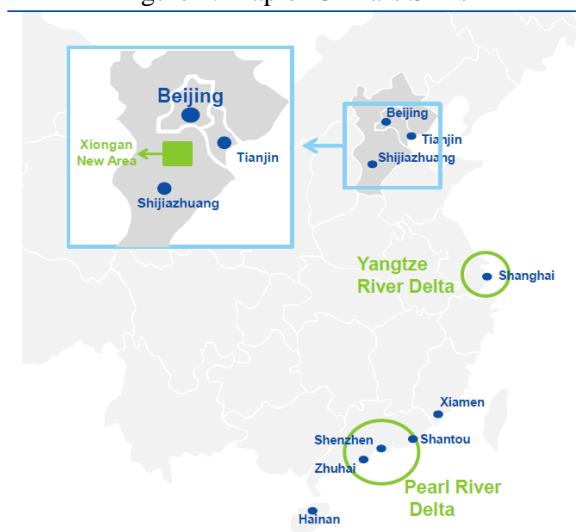 Beijing
Xiongan
New Area
Tianjin
Shijiazhuang
Beijing
Tianjin
Shijiazhuang
Yangtze
River Delta
Shanghai
Xiamen
Shenzhen
Shantou
Zhuhai
Pearl River
Delta
Hainan